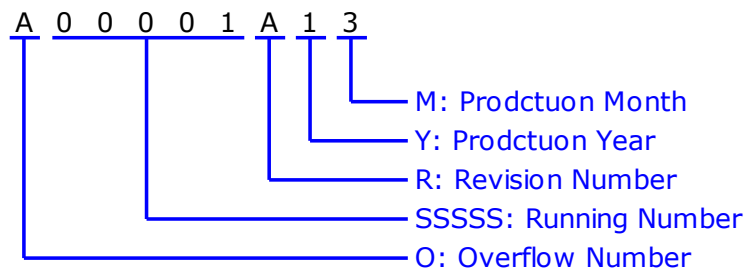 A 0 0 0 0 1 A 1 3
M: Prodctuon Month
Y: Prodctuon Year
R: Revision Number
SSSSS: Running Number
O: Overflow Number